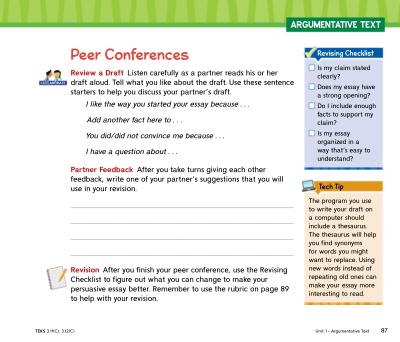 ARGUMENTATIVE TEXT
Peer Conferences
Review a Draft Listen carefully as a partner reads his or her
draft aloud. Tell what you like about the draft. Use these sentence
starters to help you discuss your partner's draft.
I like the way you started your essay because . . .
Add another fact here to . . .
You did/did not convince me because . . .
I have a question about . . .
Partner Feedback After you take turns giving each other
feedback, write one of your partner's suggestions that you will
use in your revision.
Revision After you finish your peer conference, use the Revising
Checklist to figure out what you can change to make your
persuasive essay better. Remember to use the rubric on page 89
to help with your revision.
Revising Checklist
Is my claim stated
clearly?
Does my essay have
a strong opening?
Do I include enough
facts to support my
claim?
Is my essay
organized in a
way that's easy to
understand?
Tech Tip
The program you use
to write your draft on
a computer should
include a thesaurus.
The thesaurus will help
you find synonyms
for words you might
want to replace. Using
new words instead of
repeating old ones can
make your essay more
interesting to read.
Unit 1 - Argumentative Text 87